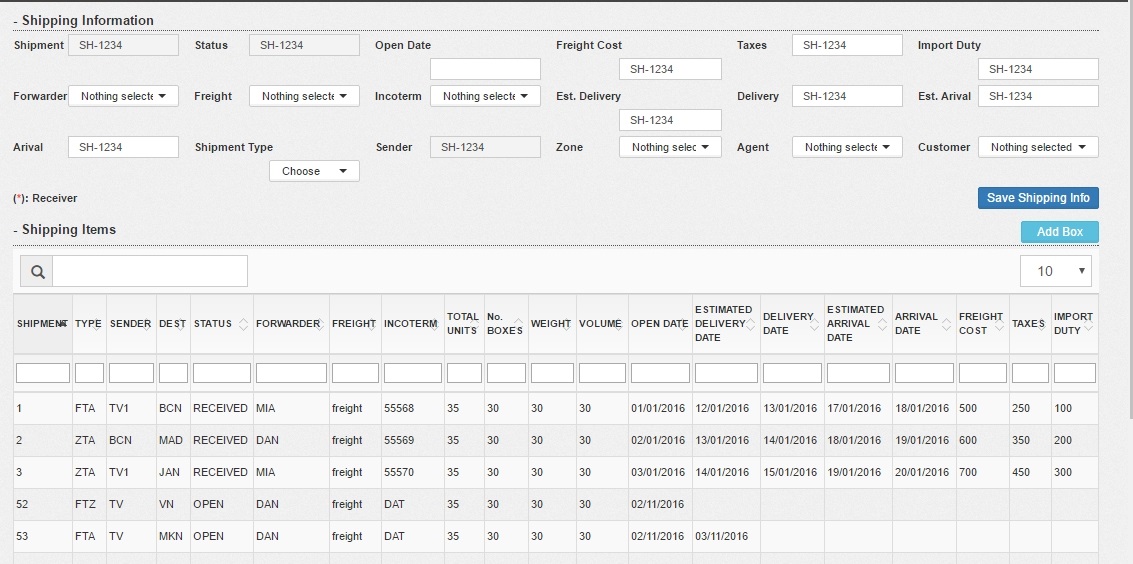 - Shipping Information
Shipment SH-1234 Status SH-1234 Open Date Freight Cost Taxes SH-1234 Import Duty
SH-1234 SH-1234
Forwarder Nothing selecte Freight Nothing selecte Incoterm Nothing selecte Est. Delivery Delivery SH-1234 Est. Arival SH-1234
SH-1234
Arival SH-1234 Shipment Type Sender SH-1234 Zone Nothing selec Agent Nothing selecte Customer Nothing selected
Choose
(*): Receiver Save Shipping Info
- Shipping Items Add Box
10
SHIPMENT TYPE SENDER DEST STATUS FORWARDER FREIGHT INCOTERM TOTAL UNITS No. BOXES WEIGHT VOLUME OPEN DATE ESTIMATED DELIVERY DATE DELIVERY DATE ESTIMATED ARRIVAL DATE ARRIVAL DATE FREIGHT COST TAXES IMPORT DUTY
1 FTA TV1 BCN RECEIVED MIA freight 55568 35 30 30 30 01/01/2016 12/01/2016 13/01/2016 17/01/2016 18/01/2016 500 250 100
2 ZTA BCN MAD RECEIVED DAN freight 55569 35 30 30 30 02/01/2016 13/01/2016 14/01/2016 18/01/2016 19/01/2016 600 350 200
3 ZTA TV1 JAN RECEIVED MIA freight 55570 35 30 30 30 03/01/2016 14/01/2016 15/01/2016 19/01/2016 20/01/2016 700 450 300
52 FTZ TV VN OPEN DAN freight DAT 35 30 30 30 02/11/2016
53 FTA TV MKN OPEN DAN freight DAT 35 30 30 30 02/11/2016 03/11/2016